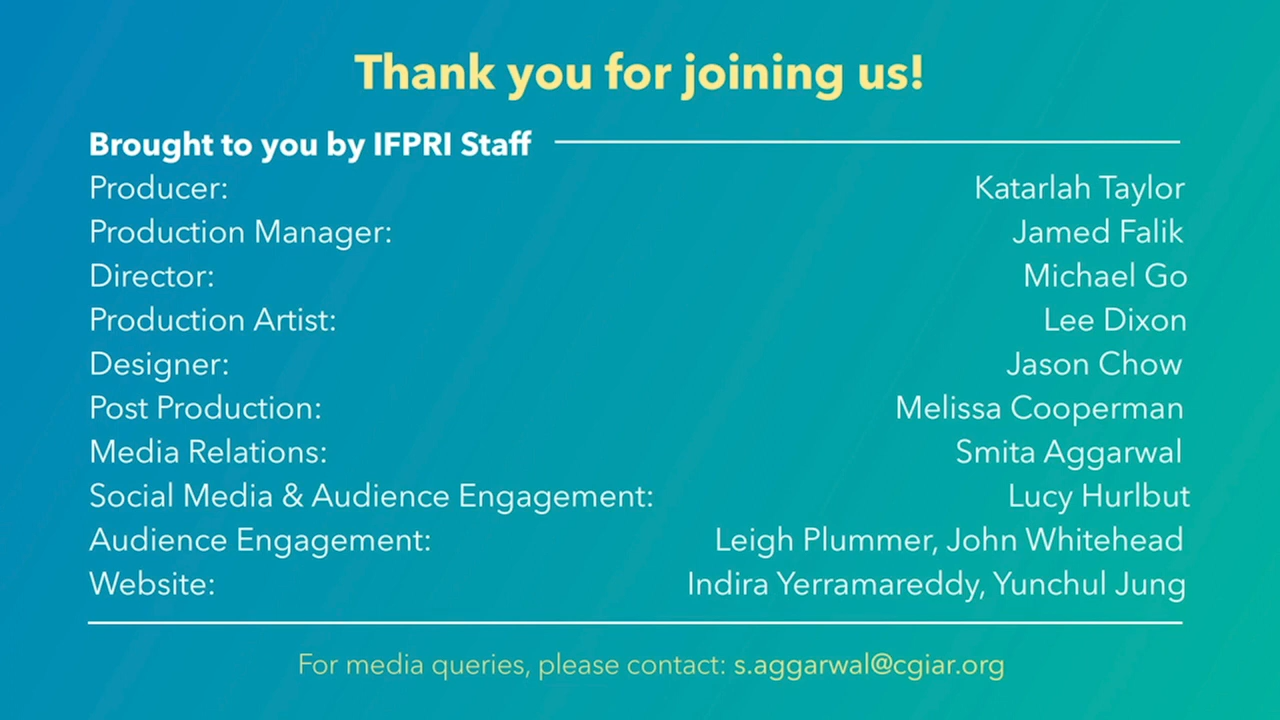 Thank you for joining us!
Brought to you by IFPRI Staff
Producer: Katarlah Taylor
Production Manager: Jamed Falik
Director: Michael Go
Production Artist: Lee Dixon
Designer: Jason Chow
Post Production: Melissa Cooperman
Media Relations: Smita Aggarwal
Social Media & Audience Engagement: Lucy Hurlbut
Audience Engagement: Leigh Plummer, John Whitehead
Website: Indira Yerramareddy, Yunchul Jung
For media queries, please contact: s.aggarwal@cgiar.org